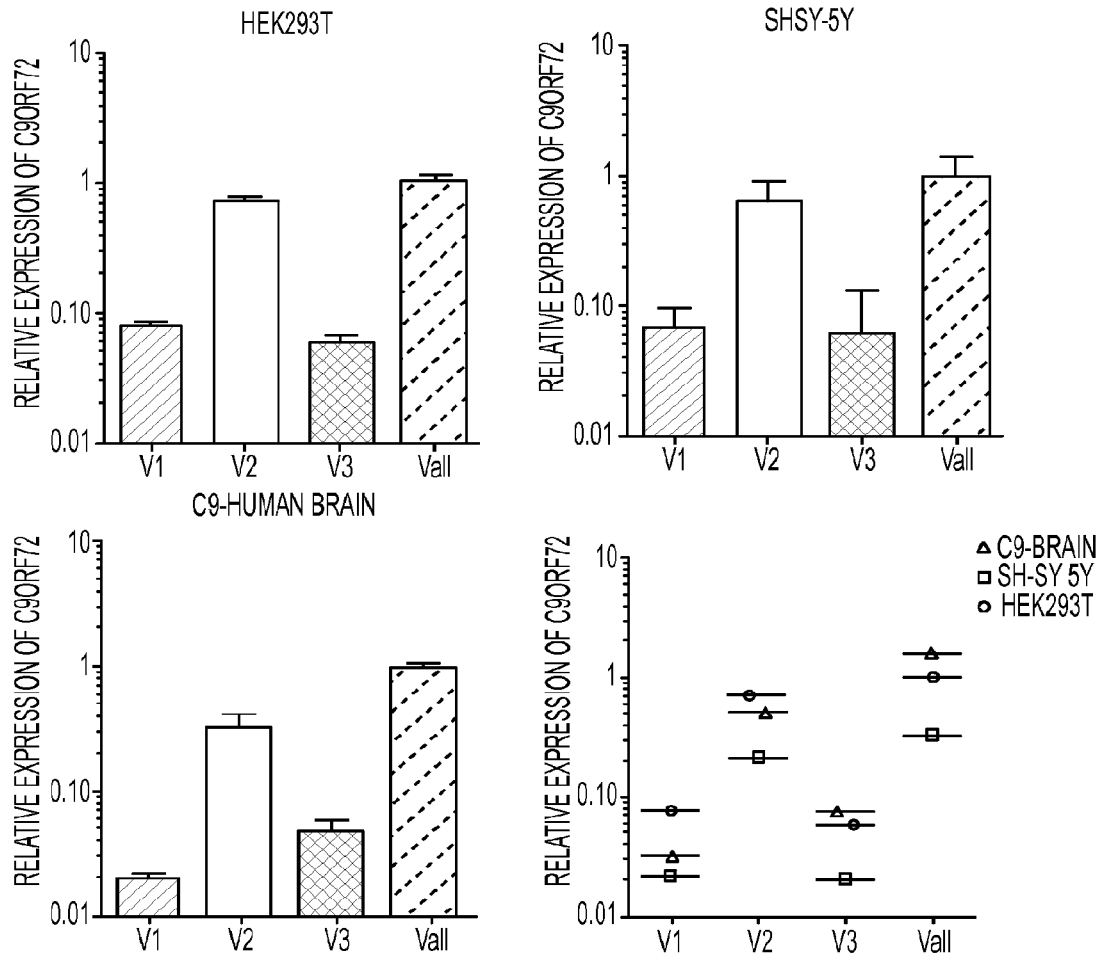 HEK293T
RELATIVE EXPRESSION OF C9ORF72
10
1
0.10
0.01
V1 V2 V3 Vall
SHSY-5Y
RELATIVE EXPRESSION OF C9ORF72
10
1
0.10
0.01
V1 V2 V3 Vall
C9-HUMAN BRAIN
RELATIVE EXPRESSION OF C9ORF72
10
1
0.10
0.01
V1 V2 V3 Vall
C9-BRAIN
SH-SY 5Y
HEK293T
RELATIVE EXPRESSION OF C9ORF72
10
1
0.10
0.01
V1 V2 V3 Vall